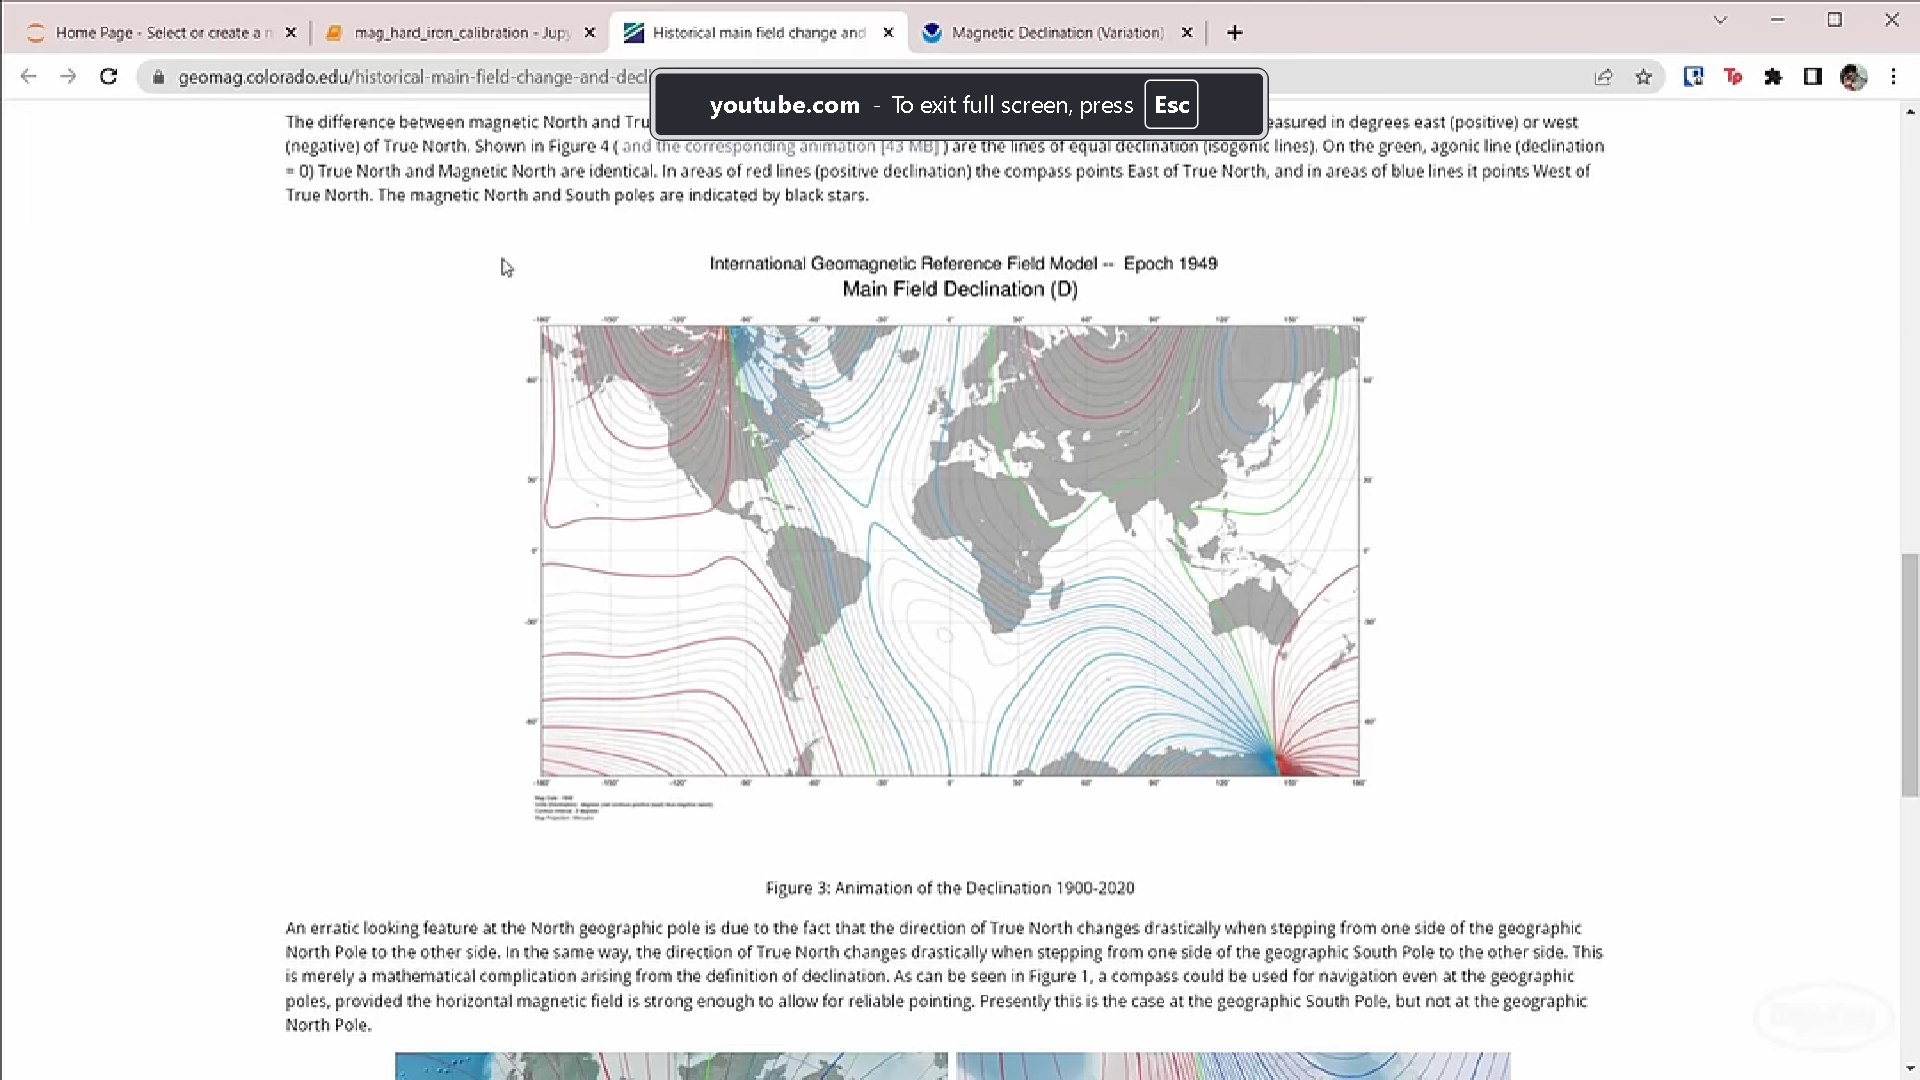 Home Page - Select or create a n
mag_hard_iron_calibration - Jup
Historical main field change and
Magnetic Declination (Variation)
geomag.colorado.edu/historical-main-field-change-and-decl
youtube.com - To exit full screen, press Esc
The difference between magnetic North and Tru
easured in degrees east (positive) or west
(negative) of True North. Shown in Figure 4 ( and the corresponding animation [43 MB] ) are the lines of equal declination (isogonic lines). On the green, agonic line (declination
= 0) True North and Magnetic North are identical. In areas of red lines (positive declination) the compass points East of True North, and in areas of blue lines it points West of
True North. The magnetic North and South poles are indicated by black stars.
International Geomagnetic Reference Field Model -- Epoch 1949
Main Field Declination (D)
Figure 3: Animation of the Declination 1900-2020
An erratic looking feature at the North geographic pole is due to the fact that the direction of True North changes drastically when stepping from one side of the geographic
North Pole to the other side. In the same way, the direction of True North changes drastically when stepping from one side of the geographic South Pole to the other side. This
is merely a mathematical complication arising from the definition of declination. As can be seen in Figure 1, a compass could be used for navigation even at the geographic
poles, provided the horizontal magnetic field is strong enough to allow for reliable pointing. Presently this is the case at the geographic South Pole, but not at the geographic
North Pole.